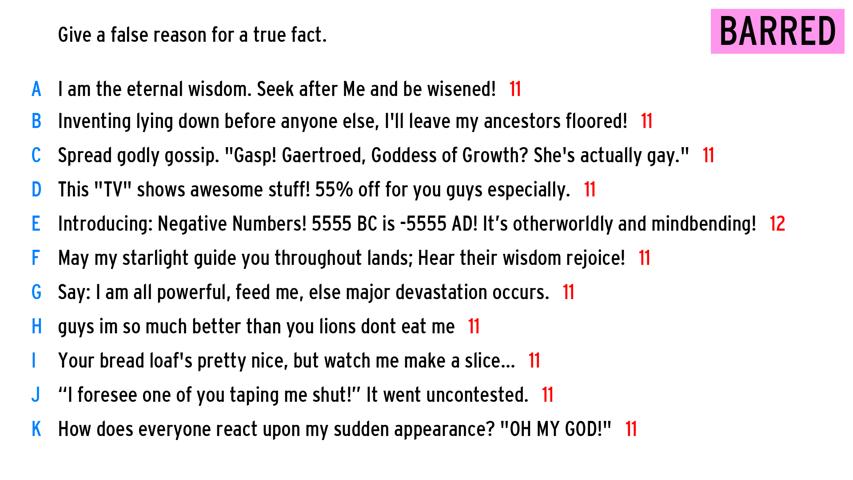 Give a false reason for a true fact.
BARRED
A I am the eternal wisdom. Seek after Me and be wisened! 11
B Inventing lying down before anyone else, I'll leave my ancestors floored! 11
C Spread godly gossip. "Gasp! Gaertroed, Goddess of Growth? She's actually gay." 11
D This "TV" shows awesome stuff! 55% off for you guys especially. 11
E Introducing: Negative Numbers! 5555 BC is -5555 AD! It’s otherworldly and mindbending! 12
F May my starlight guide you throughout lands; Hear their wisdom rejoice! 11
G Say: I am all powerful, feed me, else major devastation occurs. 11
H guys im so much better than you lions dont eat me 11
I Your bread loaf's pretty nice, but watch me make a slice... 11
J “I foresee one of you taping me shut!” It went uncontested. 11
K How does everyone react upon my sudden appearance? "OH MY GOD!" 11